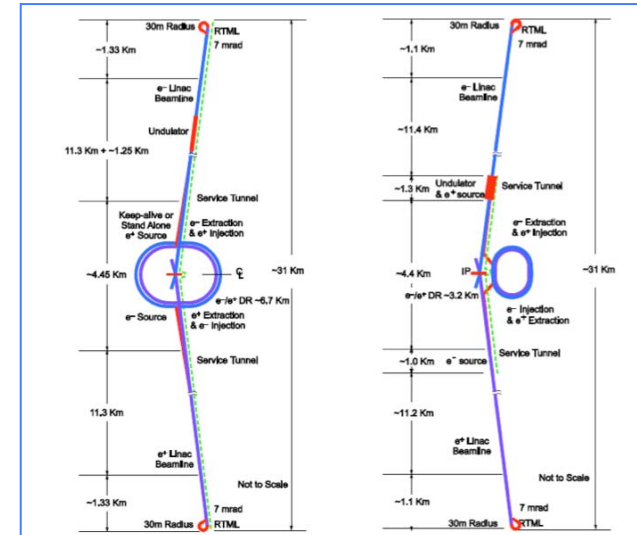 30m Radius
RTML
7 mrad
~1.33 Km
e⁻ Linac
Beamline
Undulator
11.3 Km + ~1.25 Km
Service Tunnel
Keep-alive or
Stand Alone
e⁺ Source
e⁻ Extraction
& e⁺ Injection
~4.45 Km
~31 Km
e⁻/e⁺ DR ~6.7 Km
e⁻ Source
e⁺ Extraction
& e⁻ Injection
Service Tunnel
11.3 Km
e⁺ Linac
Beamline
Not to Scale
~1.33 Km
7 mrad
30m Radius
RTML
30m Radius
RTML
7 mrad
~1.1 Km
e⁻ Linac
Beamline
~11.4 Km
~1.3 Km
Undulator
& e⁺ source
Service Tunnel
e⁻ Extraction
& e⁺ Injection
IP
~4.4 Km
~31 Km
e⁻/e⁺ DR ~3.2 Km
e⁻ Injection
& e⁺ Extraction
~1.0 Km
e⁻ source
Service Tunnel
~11.2 Km
e⁺ Linac
Beamline
Not to Scale
~1.1 Km
7 mrad
30m Radius
RTML